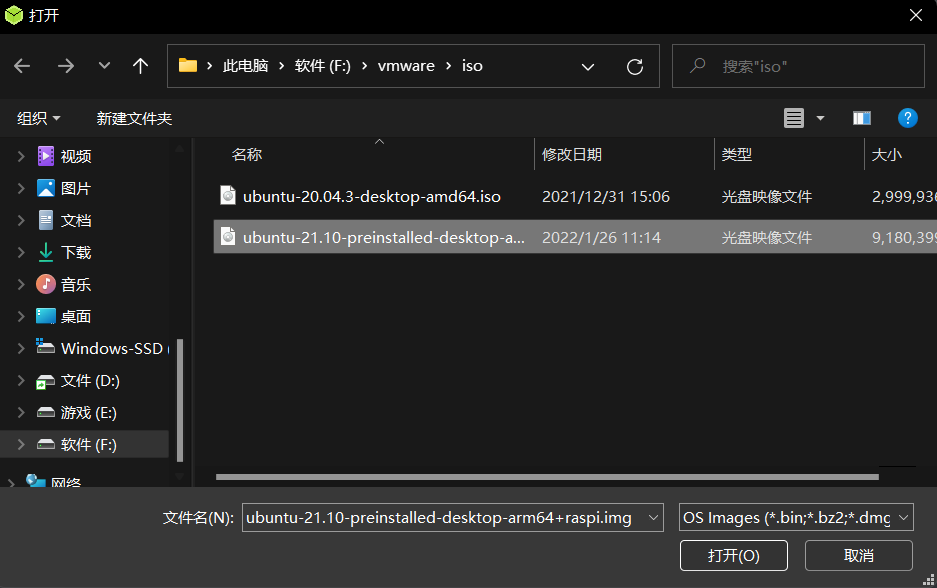 打开
此电脑 软件 (F:) vmware iso
搜索"iso"
组织 新建文件夹
名称 修改日期 类型 大小
ubuntu-20.04.3-desktop-amd64.iso 2021/12/31 15:06 光盘映像文件 2,999,936
ubuntu-21.10-preinstalled-desktop-a... 2022/1/26 11:14 光盘映像文件 9,180,399
视频
图片
文档
下载
音乐
桌面
Windows-SSD (
文件 (D:)
游戏 (E:)
软件 (F:)
网络
文件名(N): ubuntu-21.10-preinstalled-desktop-arm64+raspi.img OS Images (*.bin;*.bz2;*.dmg
打开(O) 取消